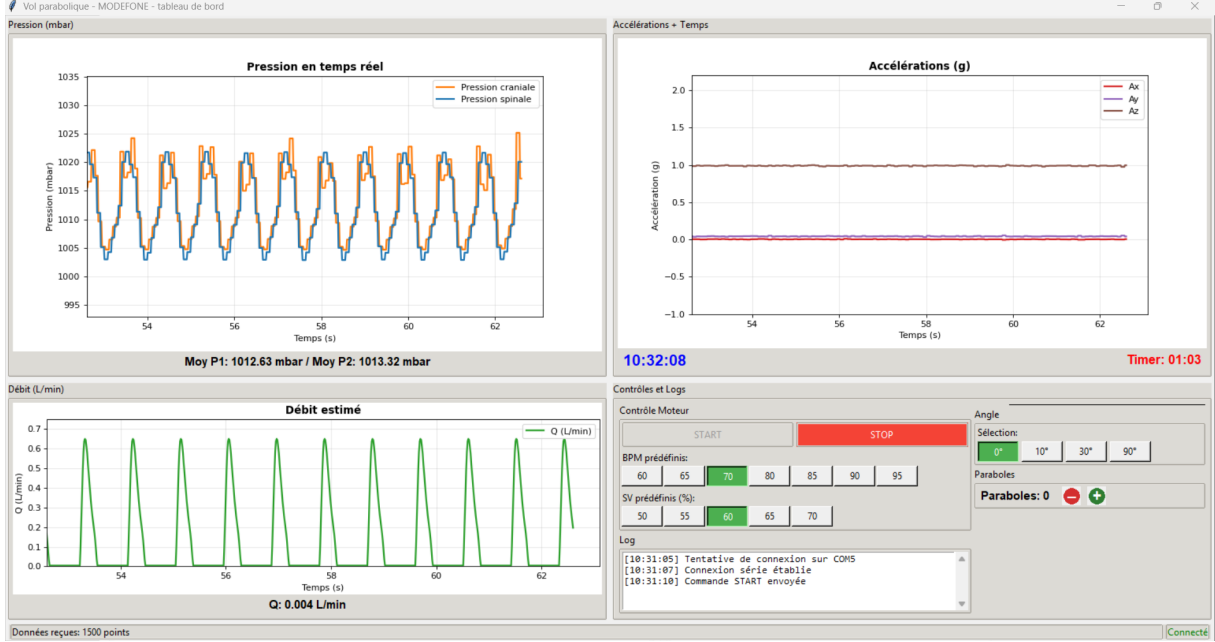 Vol parabolique - MODEFONE - tableau de bord
Pression (mbar)
Pression en temps réel
1035
1030
1025
1020
1015
1010
1005
1000
995
Pression (mbar)
Pression craniale
Pression spinale
54 56 58 60 62
Temps (s)
Moy P1: 1012.63 mbar / Moy P2: 1013.32 mbar
Accélérations + Temps
Accélérations (g)
2.0
1.5
1.0
0.5
0.0
−0.5
−1.0
Accélération (g)
Ax
Ay
Az
54 56 58 60 62
Temps (s)
10:32:08
Timer: 01:03
Débit (L/min)
Débit estimé
0.7
0.6
0.5
0.4
0.3
0.2
0.1
0.0
Q (L/min)
Q (L/min)
54 56 58 60 62
Temps (s)
Q: 0.004 L/min
Contrôles et Logs
Contrôle Moteur
START STOP
BPM prédéfinis:
60 65 70 80 85 90 95
SV prédéfinis (%):
50 55 60 65 70
Log
[10:31:05] Tentative de connexion sur COM5
[10:31:07] Connexion série établie
[10:31:10] Commande START envoyée
Angle
Sélection:
0° 10° 30° 90°
Paraboles
Paraboles: 0
Données reçues: 1500 points
Connecté